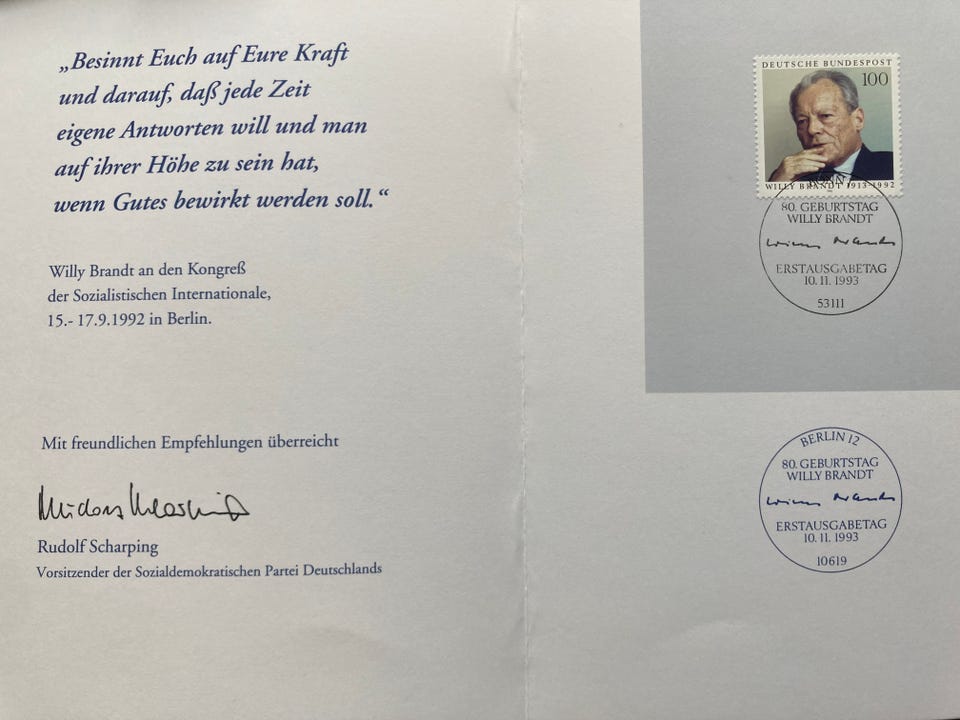 „Besinnt Euch auf Eure Kraft
und darauf, daß jede Zeit
eigene Antworten will und man
auf ihrer Höhe zu sein hat,
wenn Gutes bewirkt werden soll.“
Willy Brandt an den Kongreß
der Sozialistischen Internationale,
15.- 17.9.1992 in Berlin.
Mit freundlichen Empfehlungen überreicht
Rudolf Scharping
Vorsitzender der Sozialdemokratischen Partei Deutschlands
DEUTSCHE BUNDESPOST
100
WILLY BRANDT 1913-1992
BONN
80. GEBURTSTAG
WILLY BRANDT
ERSTAUSGABETAG
10.11.1993
53111
BERLIN 12
80. GEBURTSTAG
WILLY BRANDT
ERSTAUSGABETAG
10.11.1993
10619